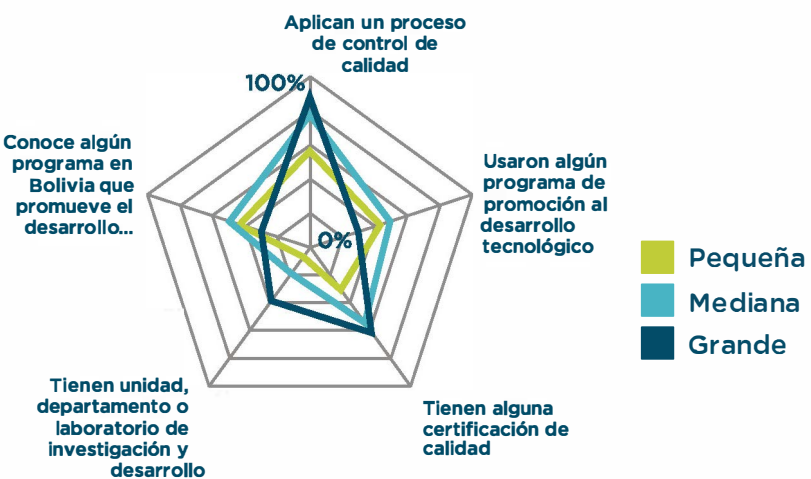 Aplican un proceso
de control de
calidad
100%
Conoce algún
programa en
Bolivia que
promueve el
desarrollo...
Usaron algún
programa de
promoción al
desarrollo
tecnológico
0%
Pequeña
Mediana
Grande
Tienen unidad,
departamento o
laboratorio de
investigación y
desarrollo
Tienen alguna
certificación de
calidad